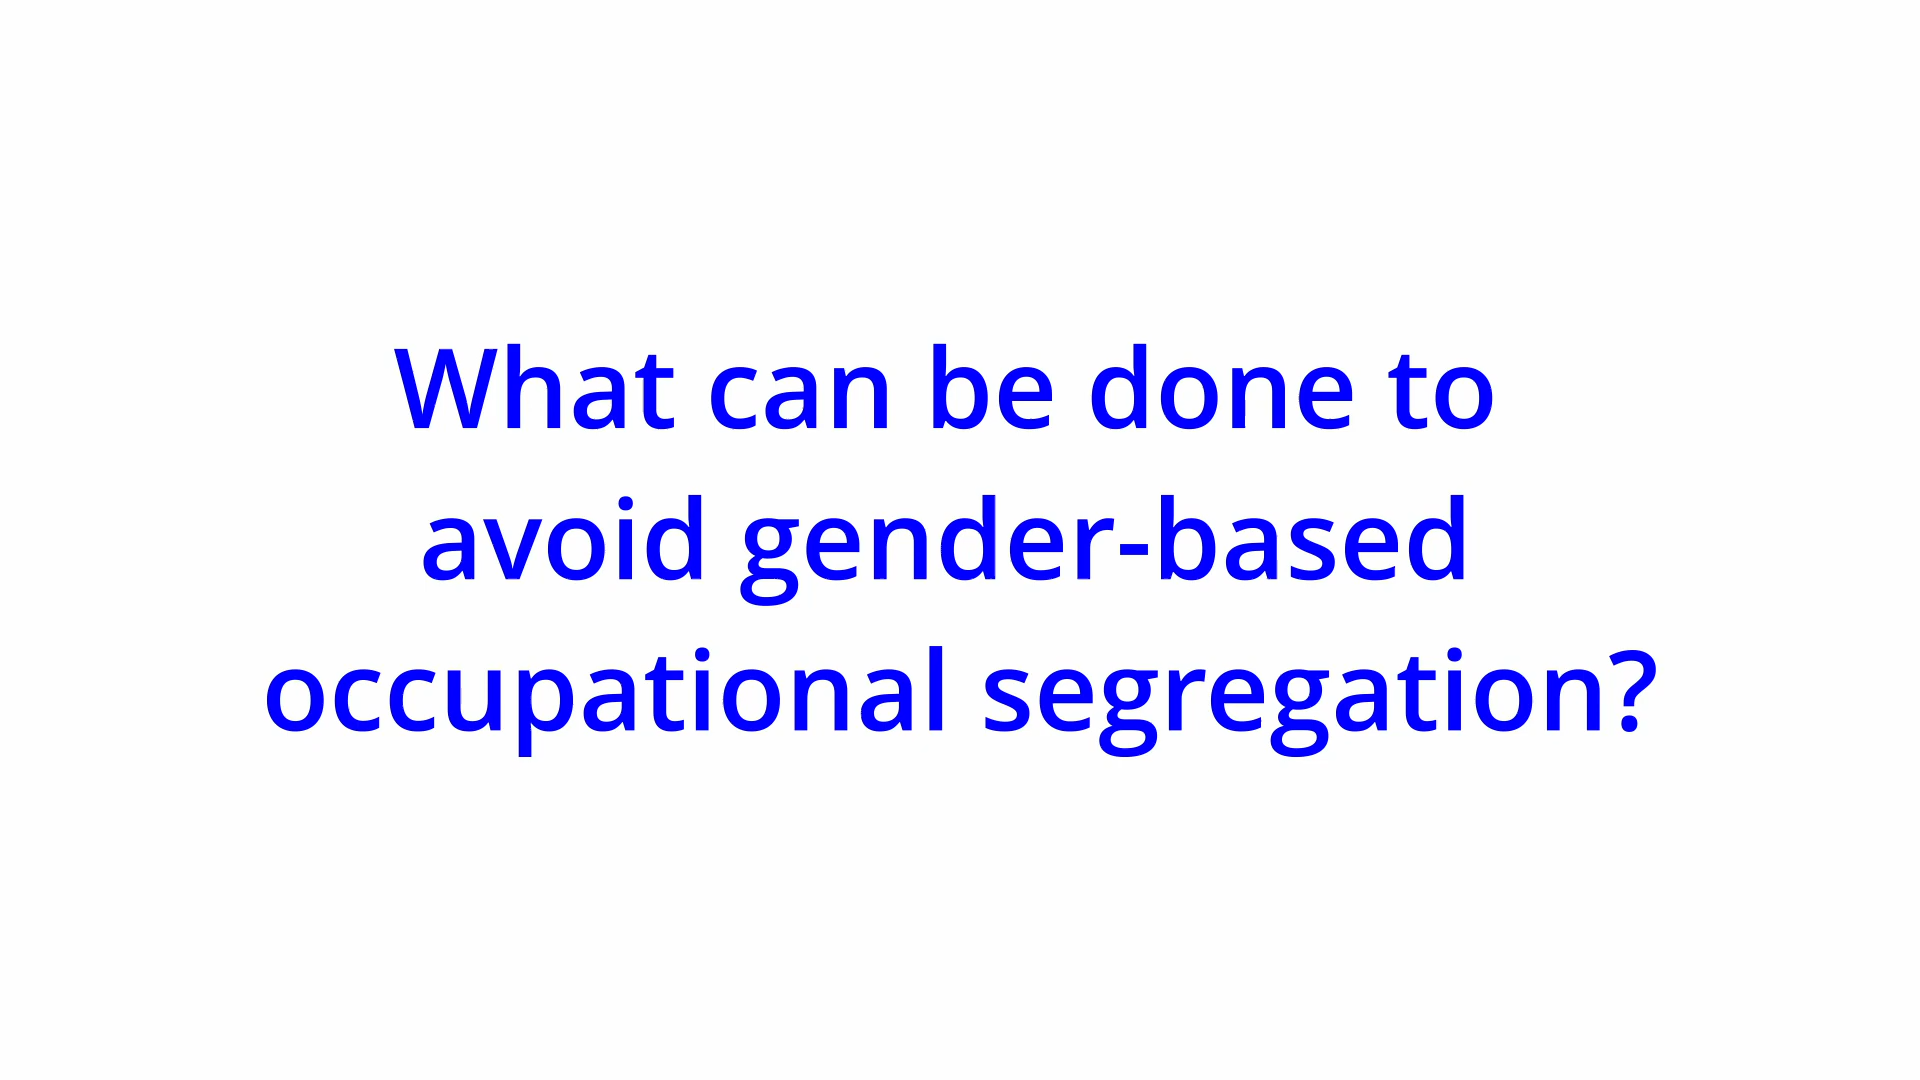 What can be done to
avoid gender-based
occupational segregation?